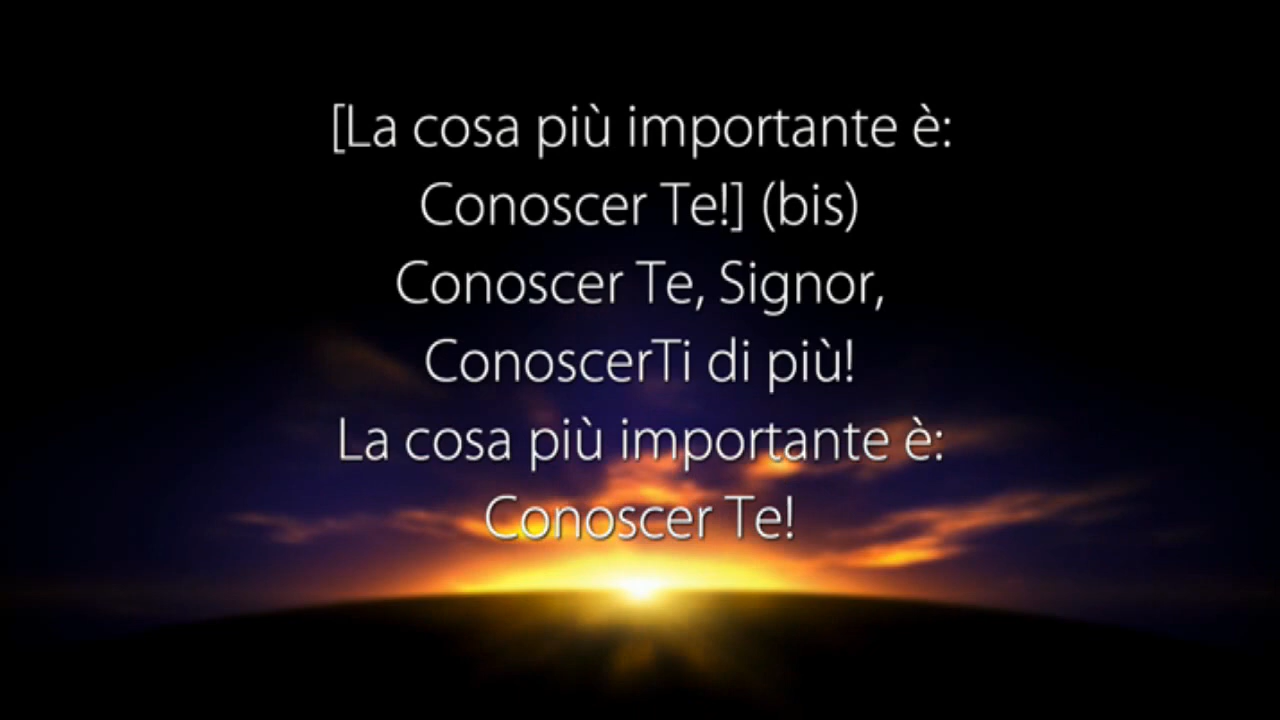 [La cosa più importante è:
Conoscer Te!] (bis)
Conoscer Te, Signor,
ConoscerTi di più!
La cosa più importante è:
Conoscer Te!